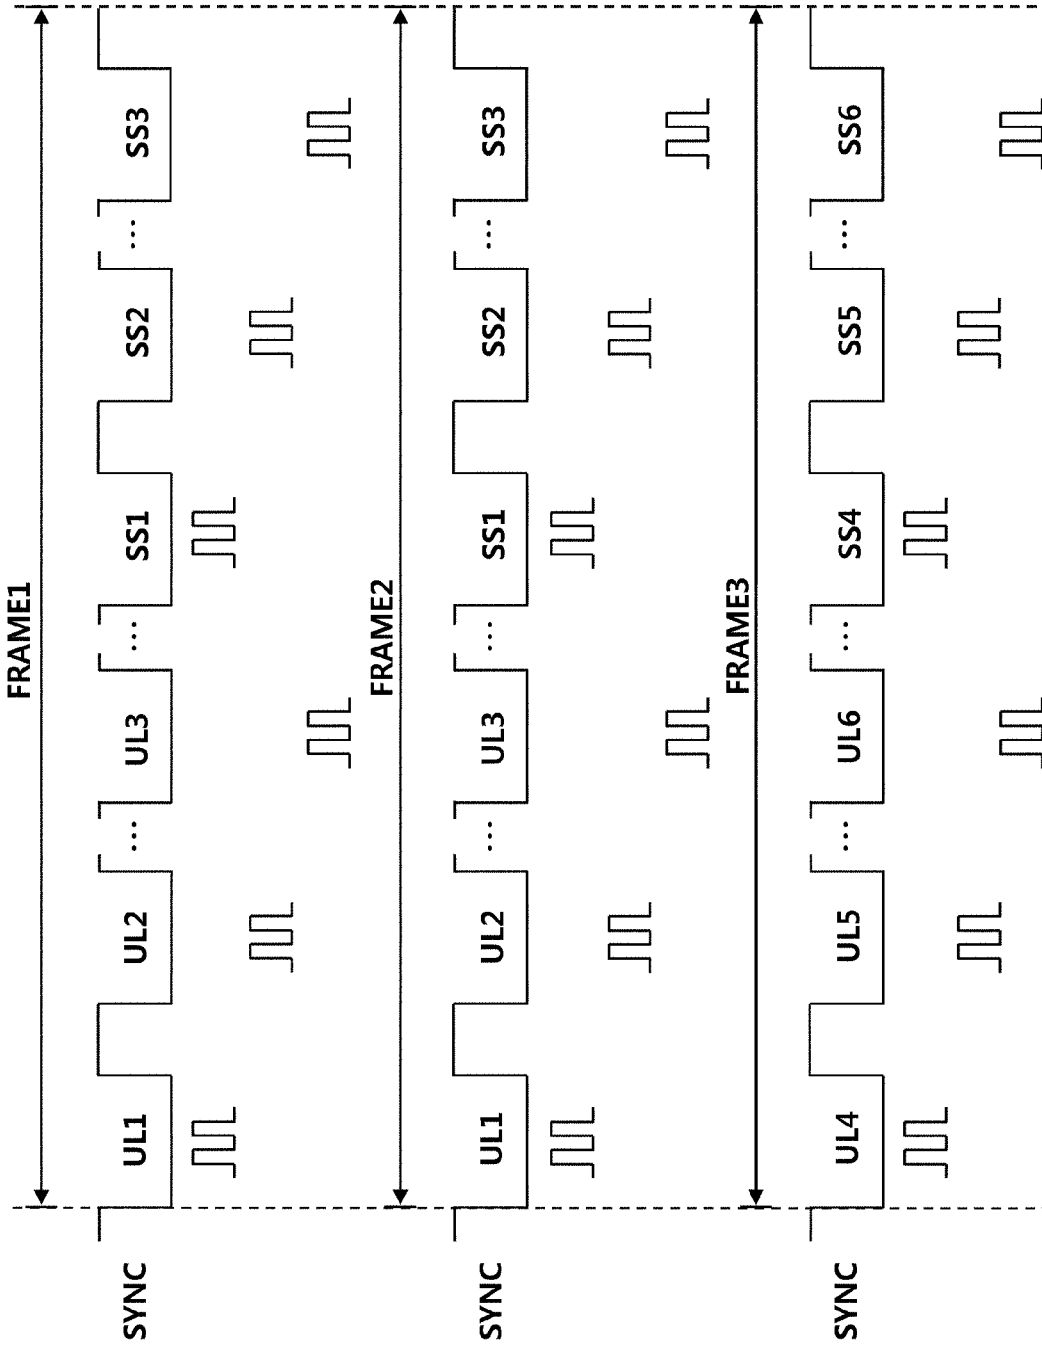 FRAME1
SYNC UL1 UL2 ... UL3 ... SS1 SS2 ... SS3
FRAME2
SYNC UL1 UL2 ... UL3 ... SS1 SS2 ... SS3
FRAME3
SYNC UL4 UL5 ... UL6 ... SS4 SS5 ... SS6